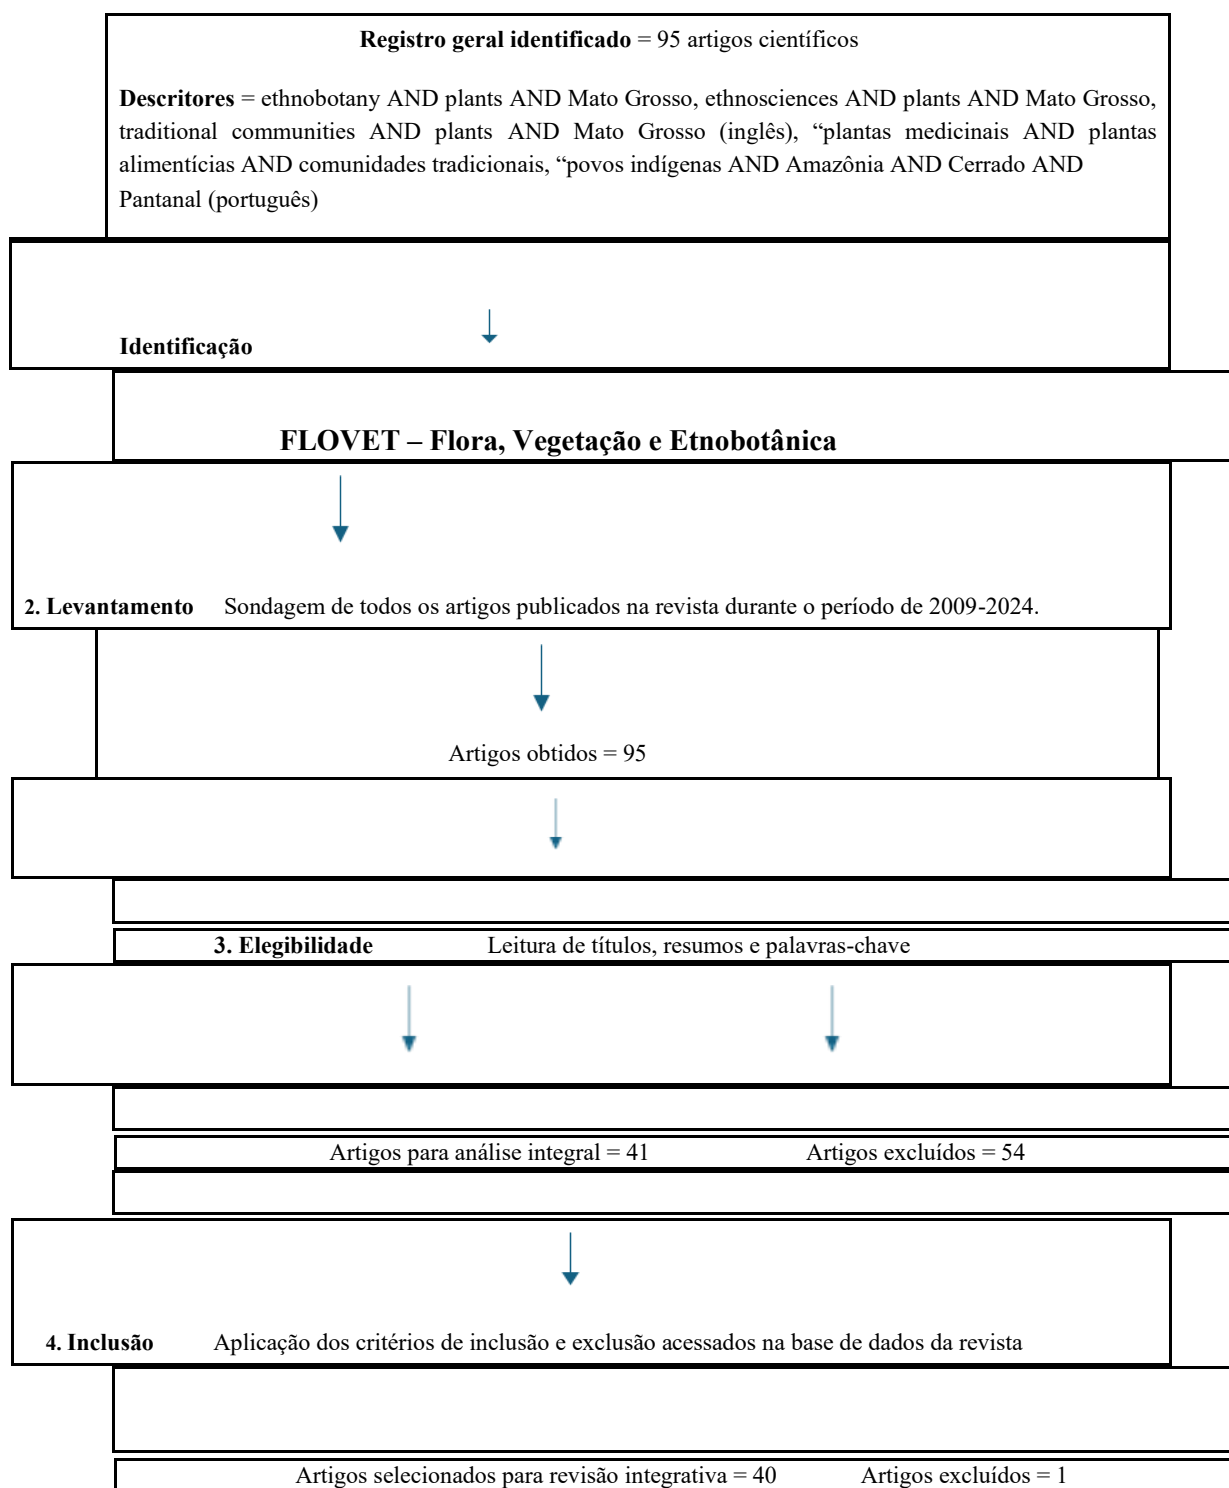 Registro geral identificado = 95 artigos científicos
Descritores = ethnobotany AND plants AND Mato Grosso, ethnosciences AND plants AND Mato Grosso,
traditional communities AND plants AND Mato Grosso (inglês), “plantas medicinais AND plantas
alimentícias AND comunidades tradicionais, “povos indígenas AND Amazônia AND Cerrado AND
Pantanal (português)
Identificação
FLOVET – Flora, Vegetação e Etnobotânica
2. Levantamento Sondagem de todos os artigos publicados na revista durante o período de 2009-2024.
Artigos obtidos = 95
3. Elegibilidade Leitura de títulos, resumos e palavras-chave
Artigos para análise integral = 41 Artigos excluídos = 54
4. Inclusão Aplicação dos critérios de inclusão e exclusão acessados na base de dados da revista
Artigos selecionados para revisão integrativa = 40 Artigos excluídos = 1